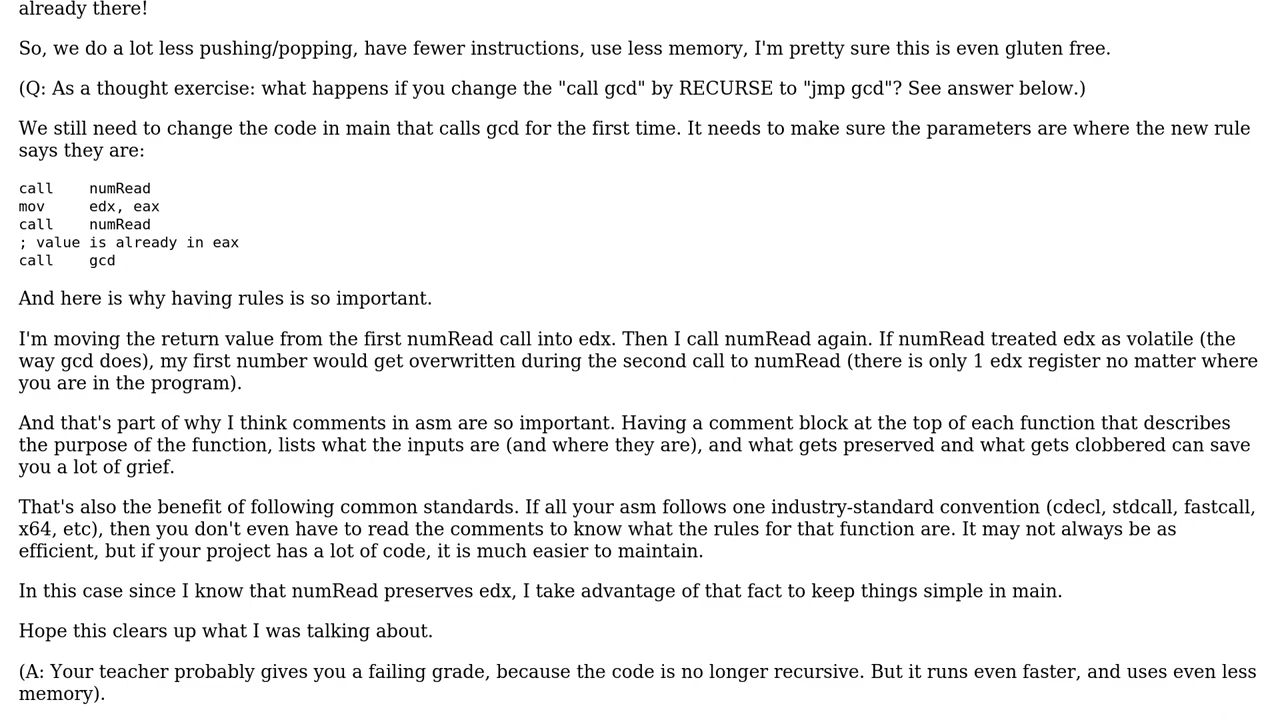 already there!
So, we do a lot less pushing/popping, have fewer instructions, use less memory, I'm pretty sure this is even gluten free.
(Q: As a thought exercise: what happens if you change the "call gcd" by RECURSE to "jmp gcd"? See answer below.)
We still need to change the code in main that calls gcd for the first time. It needs to make sure the parameters are where the new rule
says they are:
call    numRead
mov     edx, eax
call    numRead
; value is already in eax
call    gcd
And here is why having rules is so important.
I'm moving the return value from the first numRead call into edx. Then I call numRead again. If numRead treated edx as volatile (the
way gcd does), my first number would get overwritten during the second call to numRead (there is only 1 edx register no matter where
you are in the program).
And that's part of why I think comments in asm are so important. Having a comment block at the top of each function that describes
the purpose of the function, lists what the inputs are (and where they are), and what gets preserved and what gets clobbered can save
you a lot of grief.
That's also the benefit of following common standards. If all your asm follows one industry-standard convention (cdecl, stdcall, fastcall,
x64, etc), then you don't even have to read the comments to know what the rules for that function are. It may not always be as
efficient, but if your project has a lot of code, it is much easier to maintain.
In this case since I know that numRead preserves edx, I take advantage of that fact to keep things simple in main.
Hope this clears up what I was talking about.
(A: Your teacher probably gives you a failing grade, because the code is no longer recursive. But it runs even faster, and uses even less
memory).